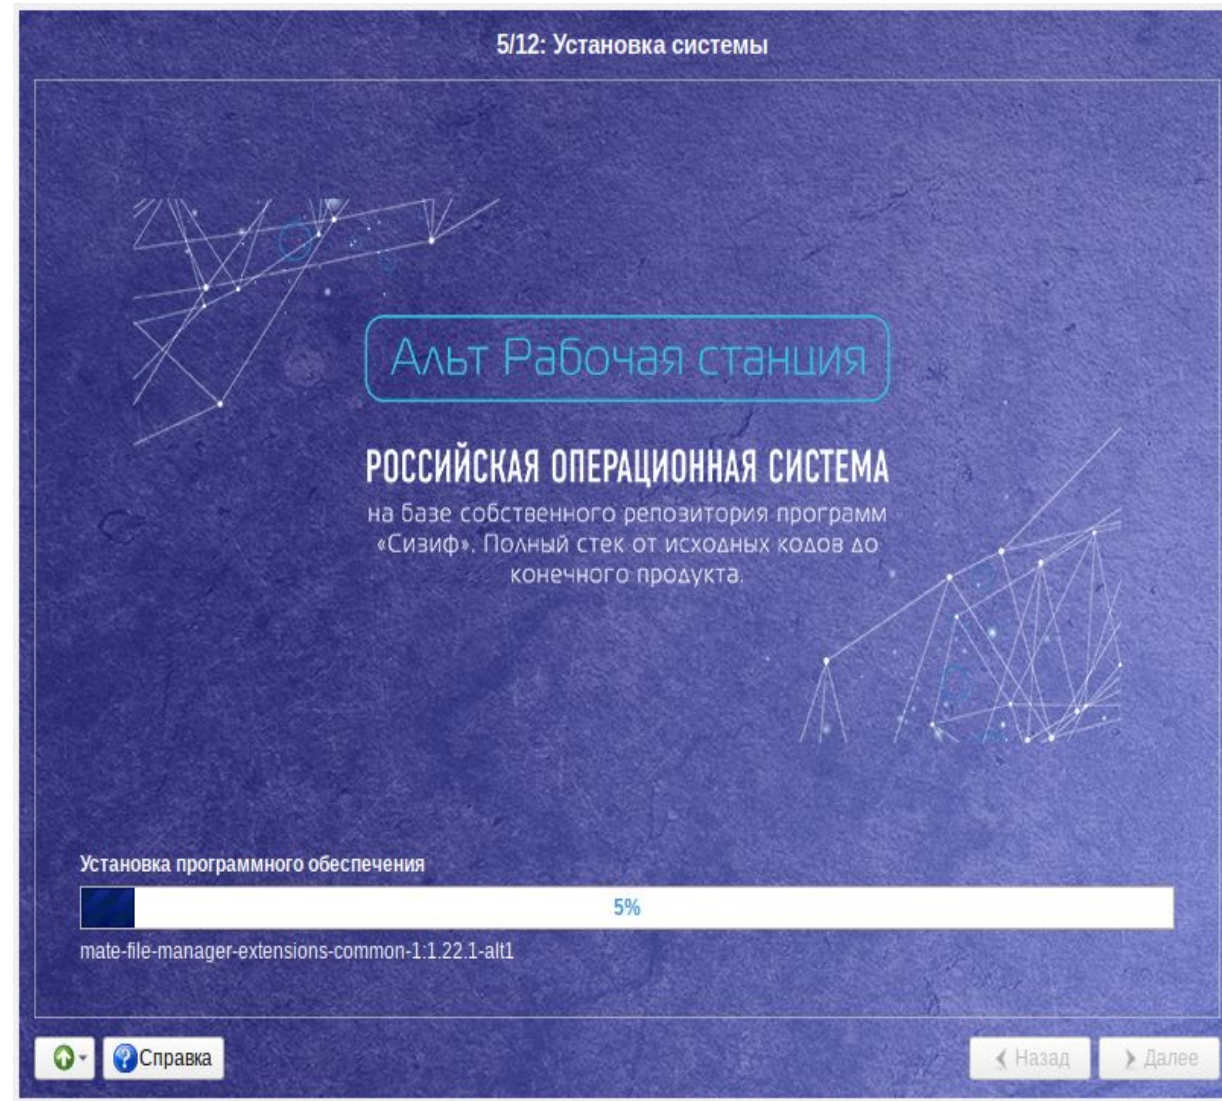 5/12: Установка системы
Альт Рабочая станция
РОССИЙСКАЯ ОПЕРАЦИОННАЯ СИСТЕМА
на базе собственного репозитория программ
«Сизиф». Полный стек от исходных кодов до
конечного продукта.
Установка программного обеспечения
5%
mate-file-manager-extensions-common-1:1.22.1-alt1
Справка
Назад
Далее